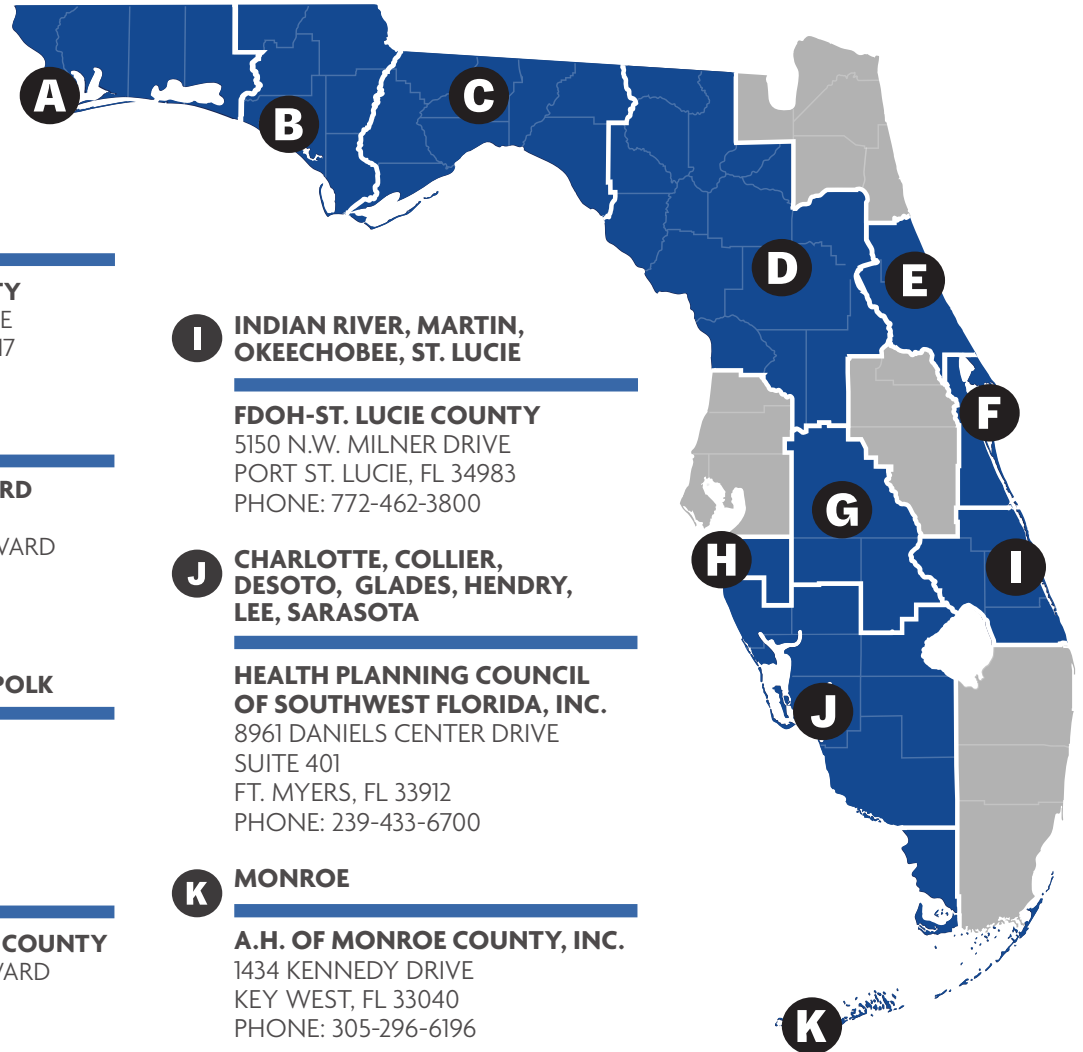 TY
E
17
RD
VARD
POLK
COUNTY
VARD
I
INDIAN RIVER, MARTIN,
OKEECHOBEE, ST. LUCIE
FDOH-ST. LUCIE COUNTY
5150 N.W. MILNER DRIVE
PORT ST. LUCIE, FL 34983
PHONE: 772-462-3800
J
CHARLOTTE, COLLIER,
DESOTO, GLADES, HENDRY,
LEE, SARASOTA
HEALTH PLANNING COUNCIL
OF SOUTHWEST FLORIDA, INC.
8961 DANIELS CENTER DRIVE
SUITE 401
FT. MYERS, FL 33912
PHONE: 239-433-6700
K
MONROE
A.H. OF MONROE COUNTY, INC.
1434 KENNEDY DRIVE
KEY WEST, FL 33040
PHONE: 305-296-6196
A
B
C
D
E
F
G
H
I
J
K